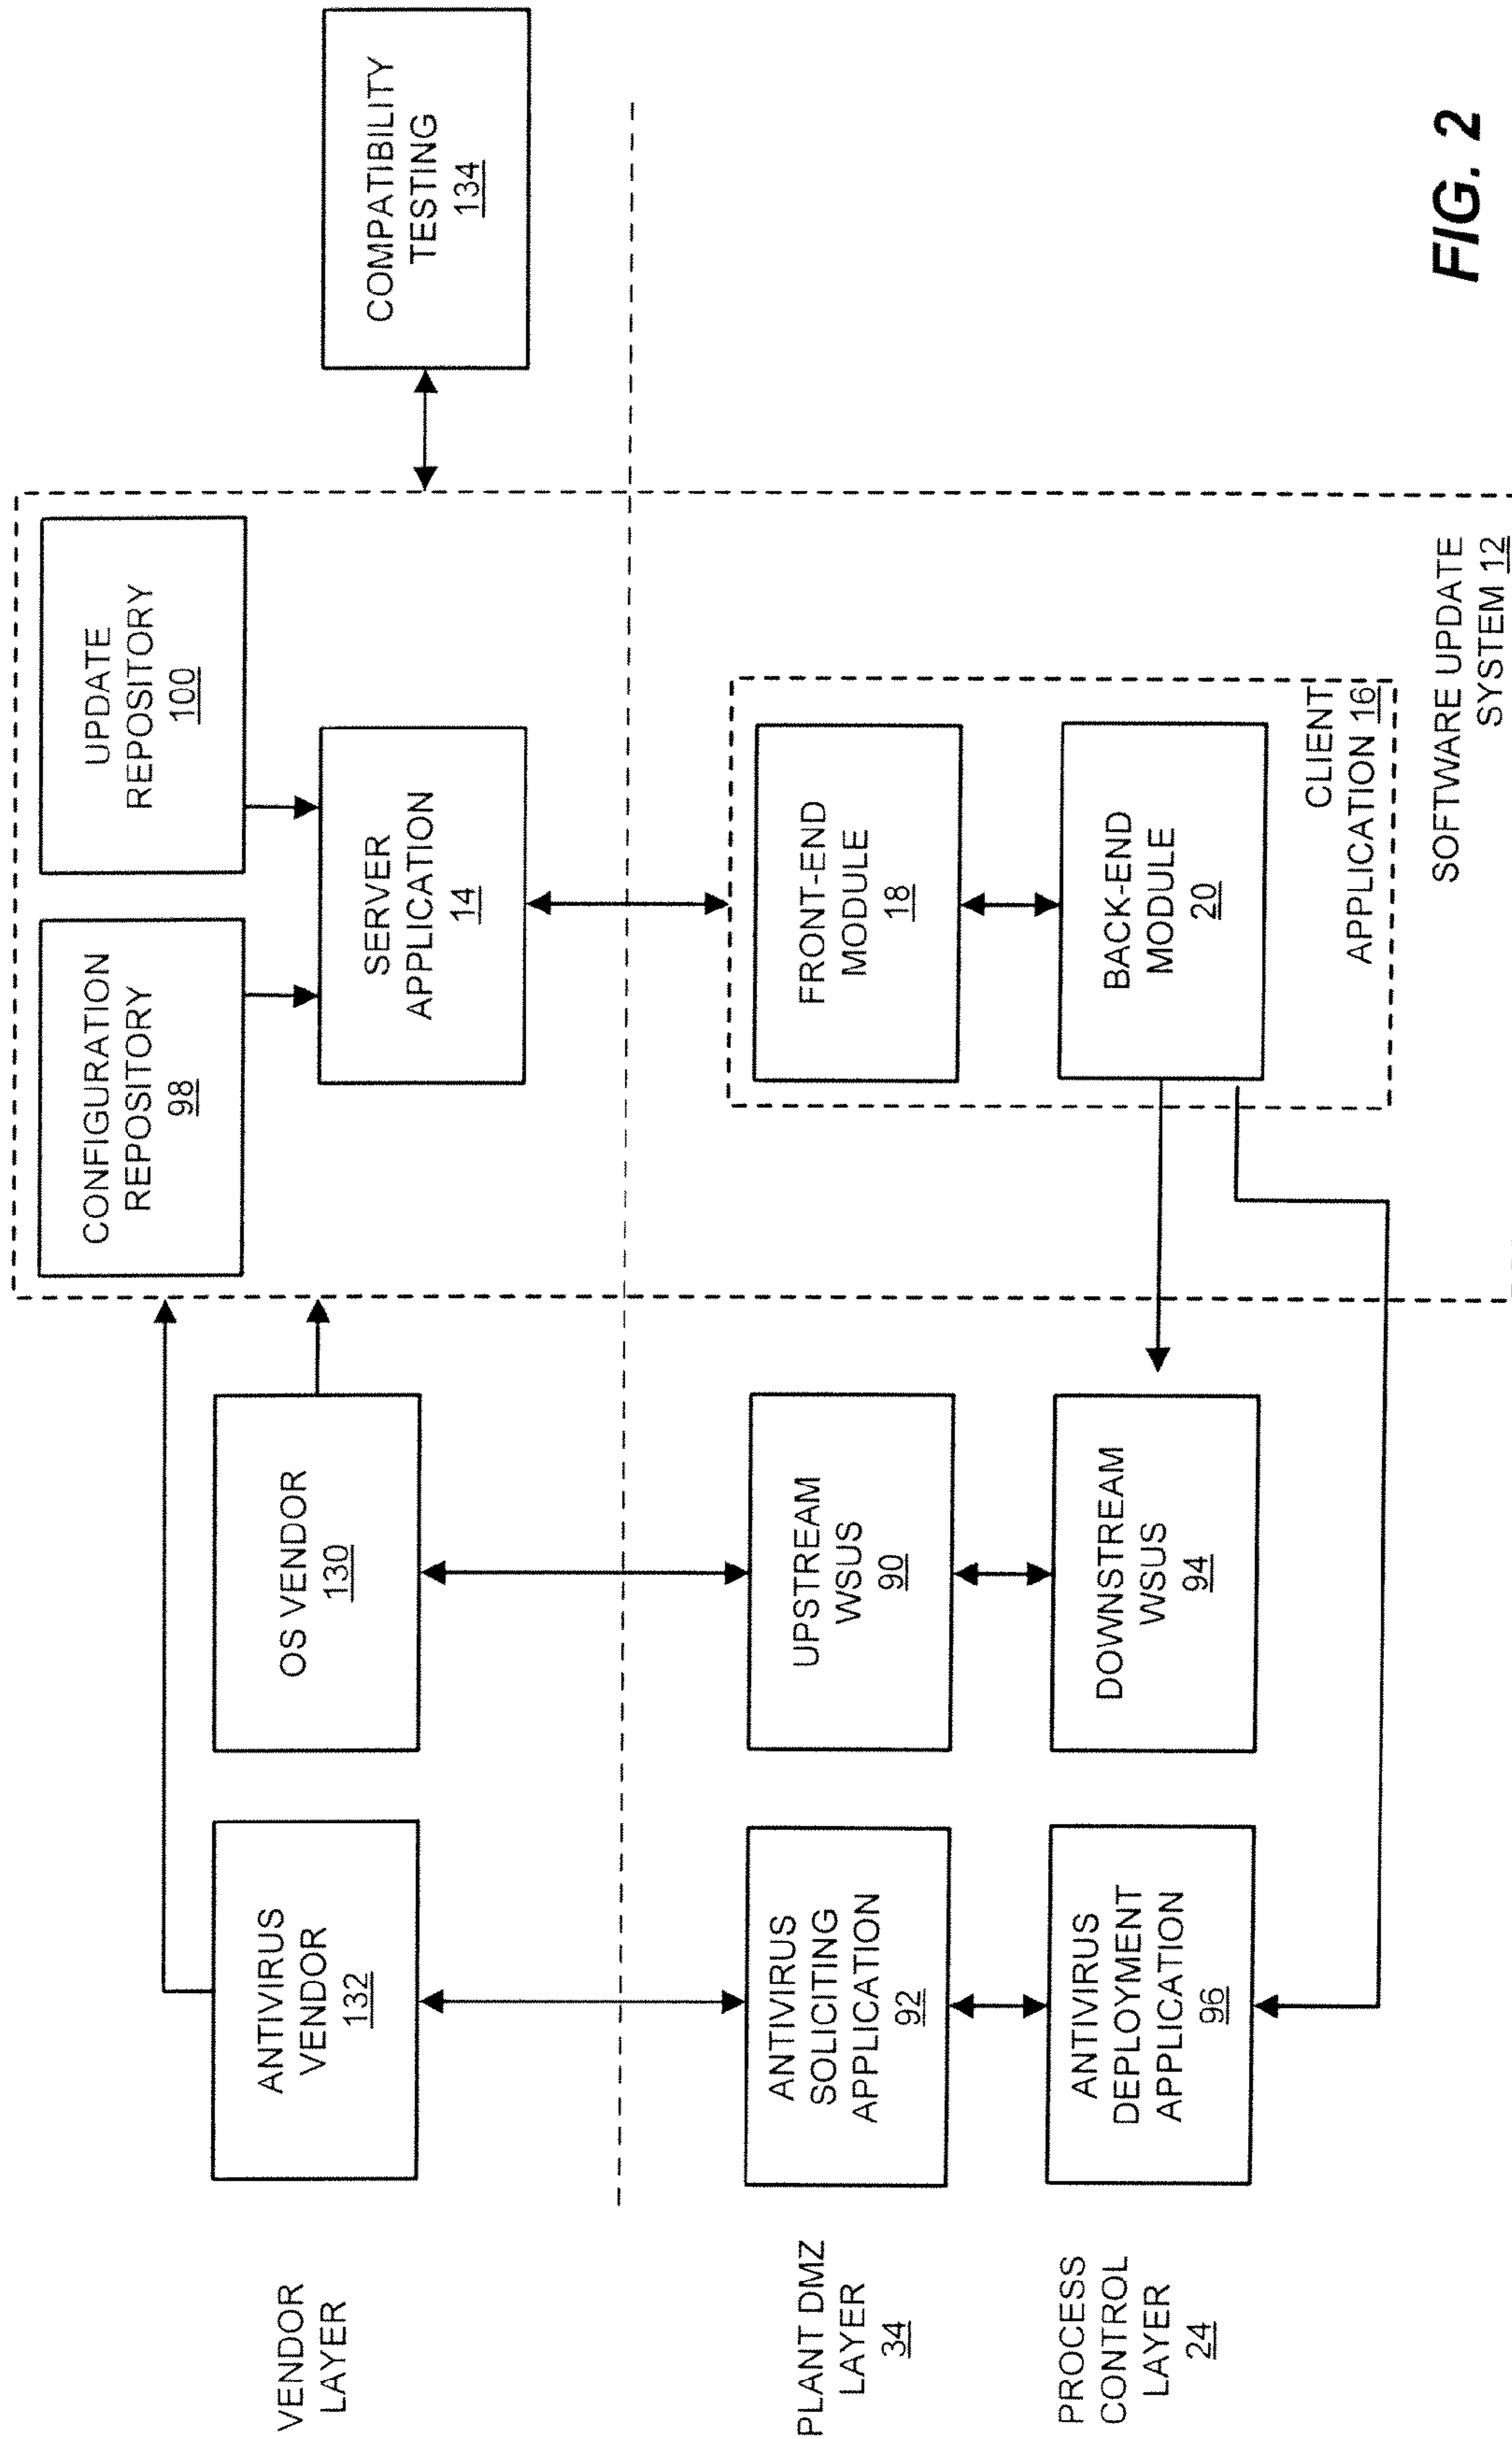 VENDOR
LAYER
ANTIVIRUS
VENDOR
132
OS VENDOR
130
CONFIGURATION
REPOSITORY
98
UPDATE
REPOSITORY
100
SERVER
APPLICATION
14
COMPATIBILITY
TESTING
134
PLANT DMZ
LAYER
34
ANTIVIRUS
SOLICITING
APPLICATION
92
UPSTREAM
WSUS
90
FRONT-END
MODULE
18
PROCESS
CONTROL
LAYER
24
ANTIVIRUS
DEPLOYMENT
APPLICATION
96
DOWNSTREAM
WSUS
94
BACK-END
MODULE
20
CLIENT
APPLICATION 16
SOFTWARE UPDATE
SYSTEM 12
FIG. 2